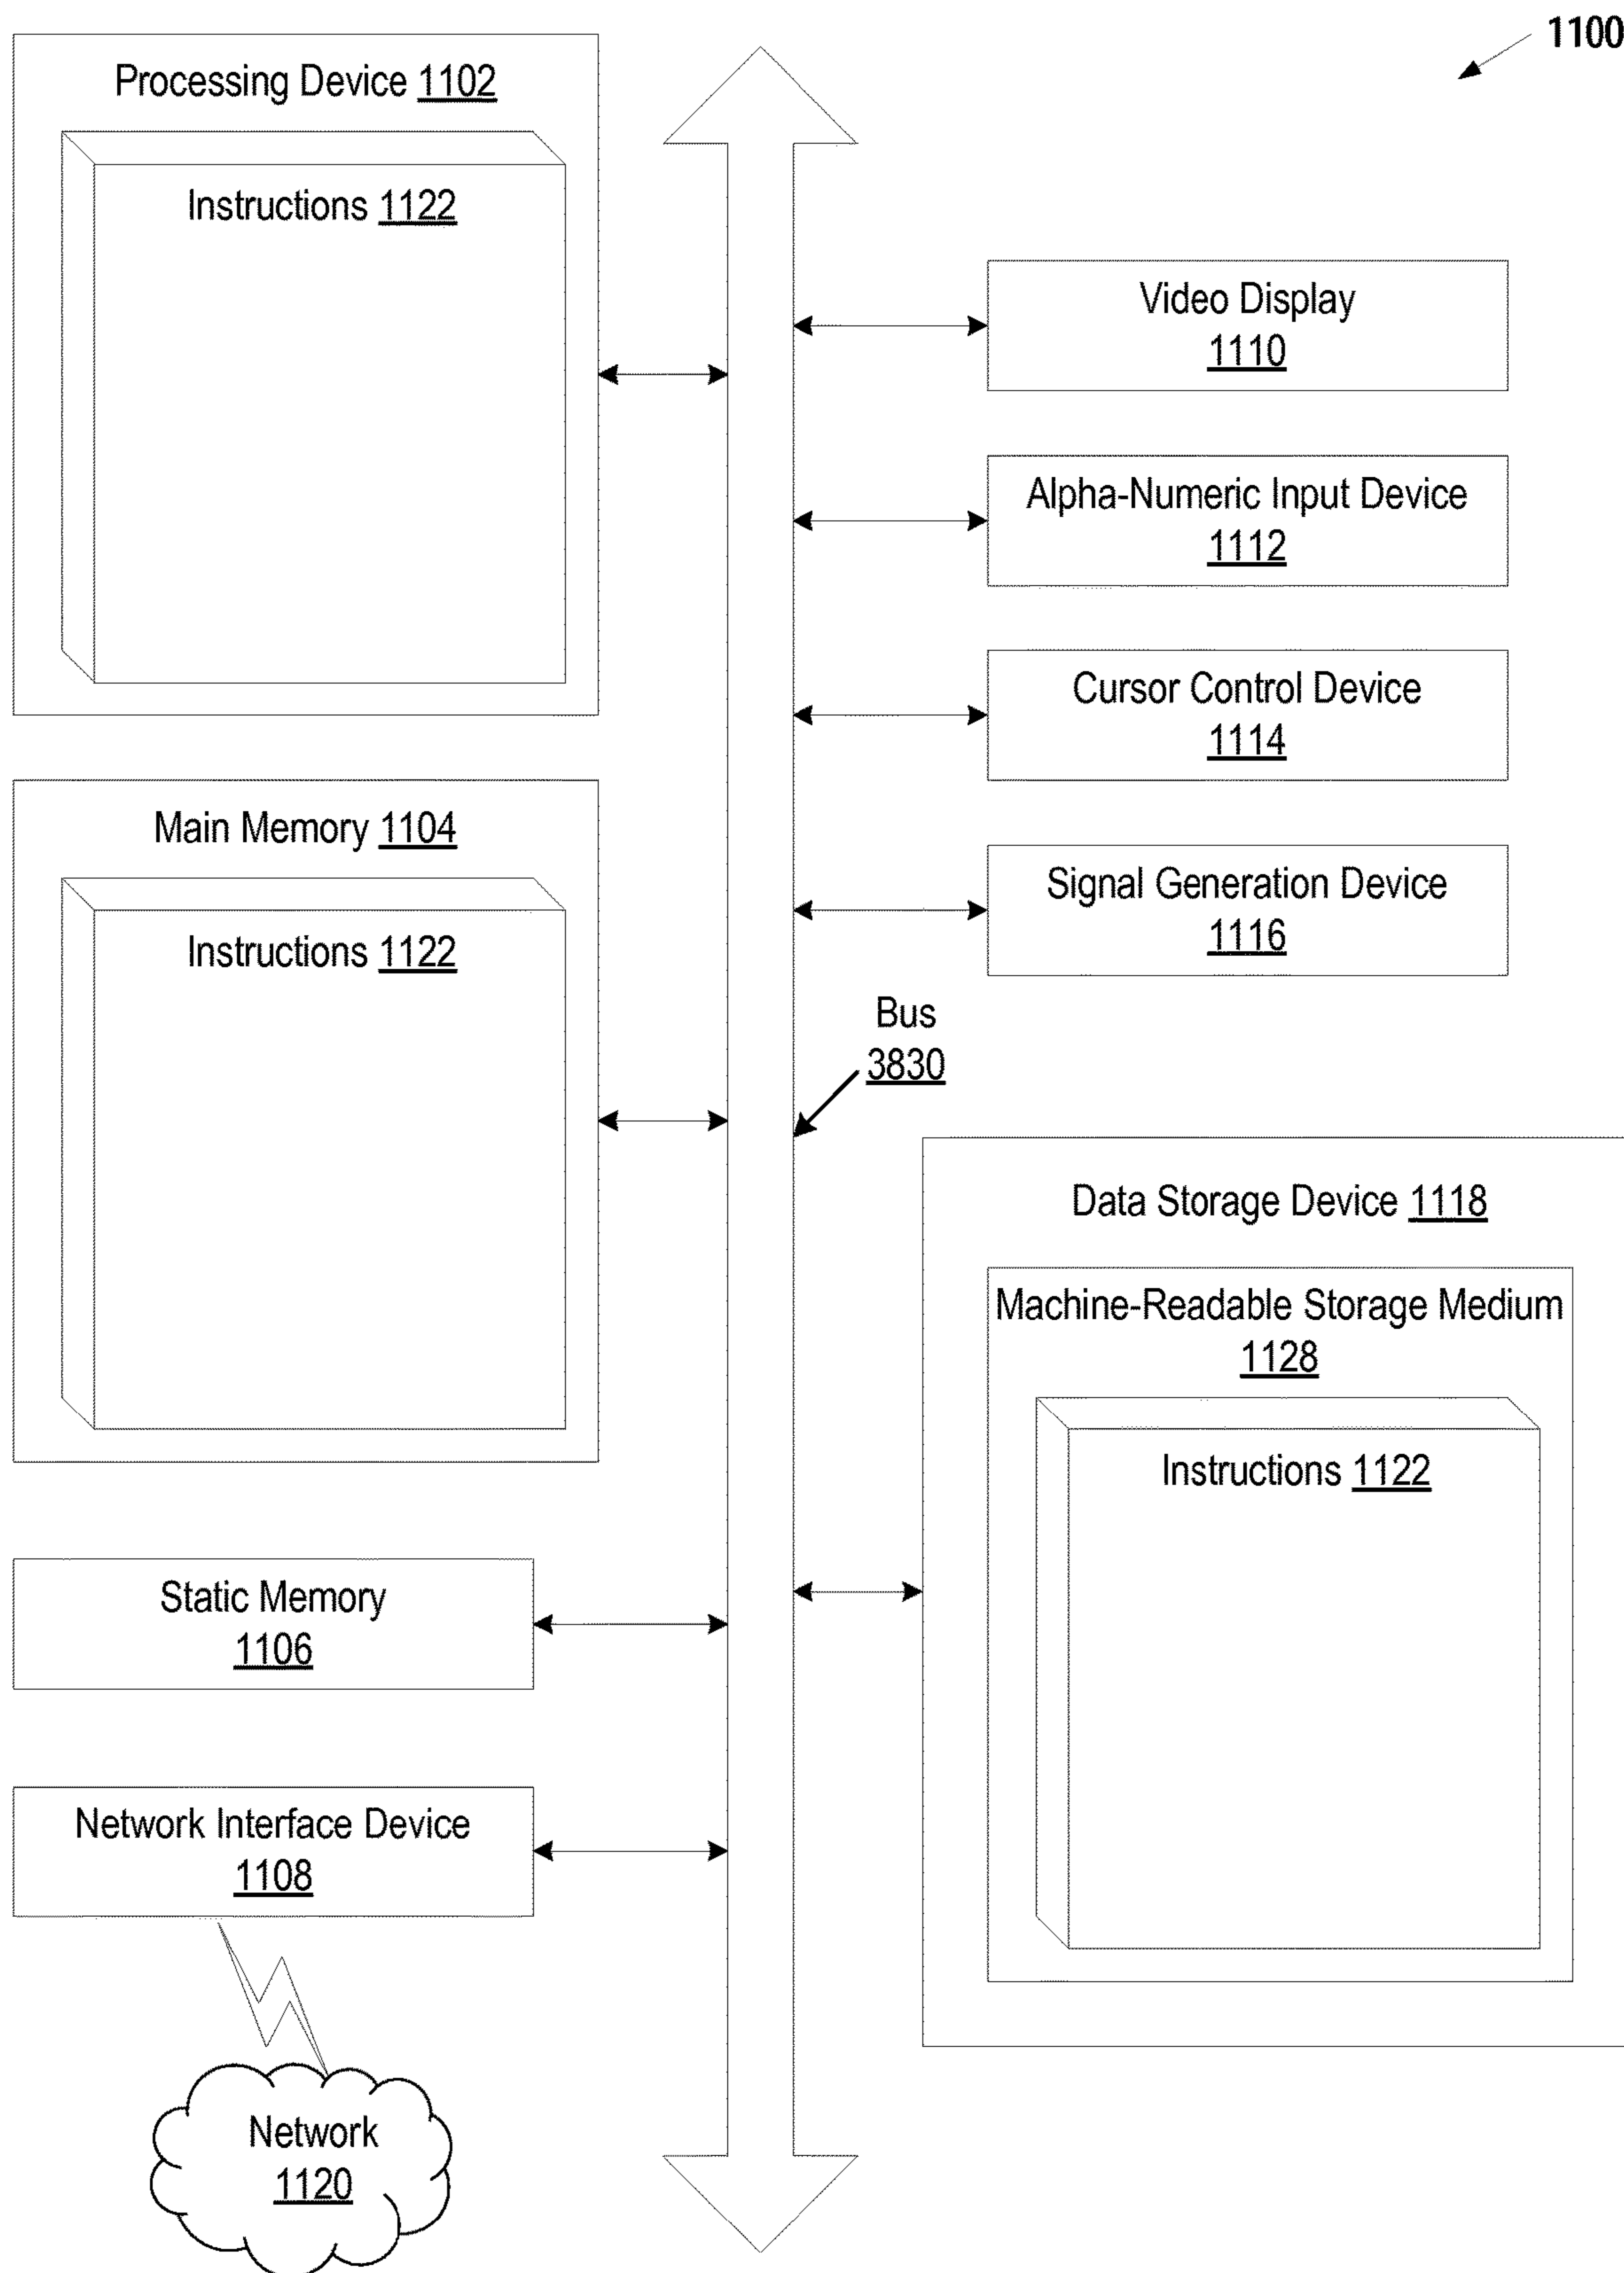 1100
Processing Device 1102
Instructions 1122
Main Memory 1104
Instructions 1122
Static Memory
1106
Network Interface Device
1108
Network
1120
Video Display
1110
Alpha-Numeric Input Device
1112
Cursor Control Device
1114
Signal Generation Device
1116
Bus
3830
Data Storage Device 1118
Machine-Readable Storage Medium
1128
Instructions 1122